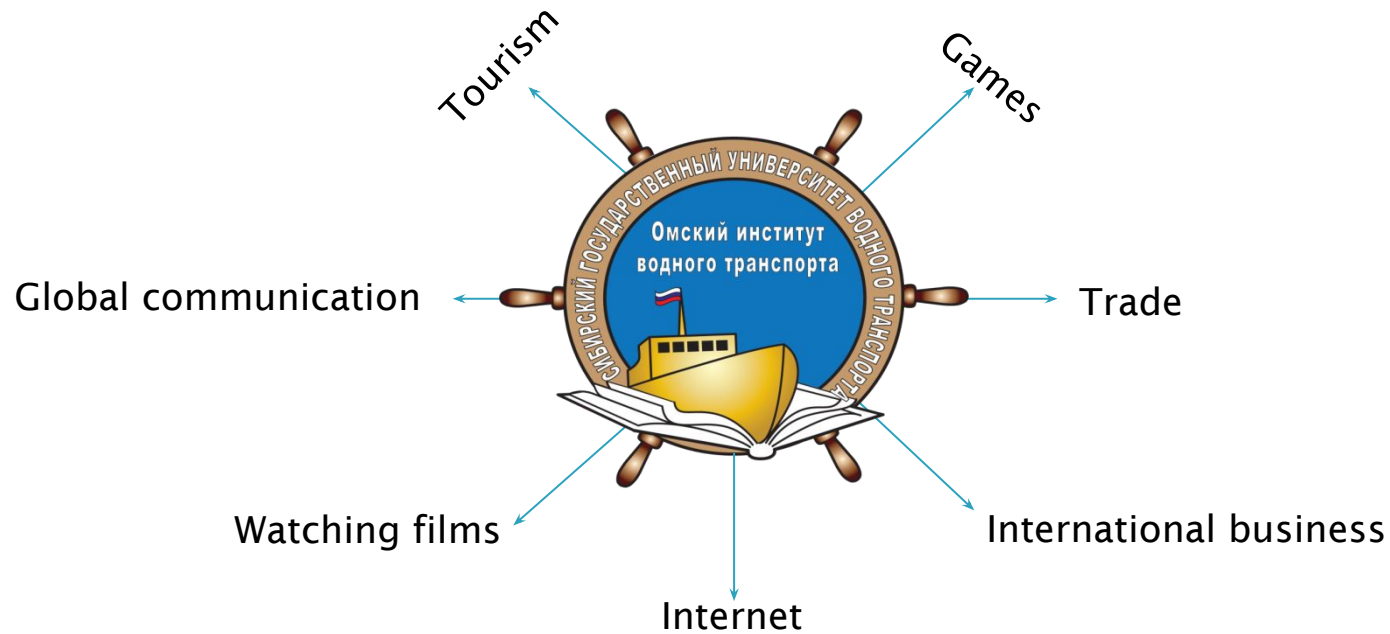 Tourism
Games
СИБИРСКИЙ ГОСУДАРСТВЕННЫЙ УНИВЕРСИТЕТ ВОДНОГО ТРАНСПОРТА
Омский институт
водного транспорта
Global communication
Trade
Watching films
International business
Internet